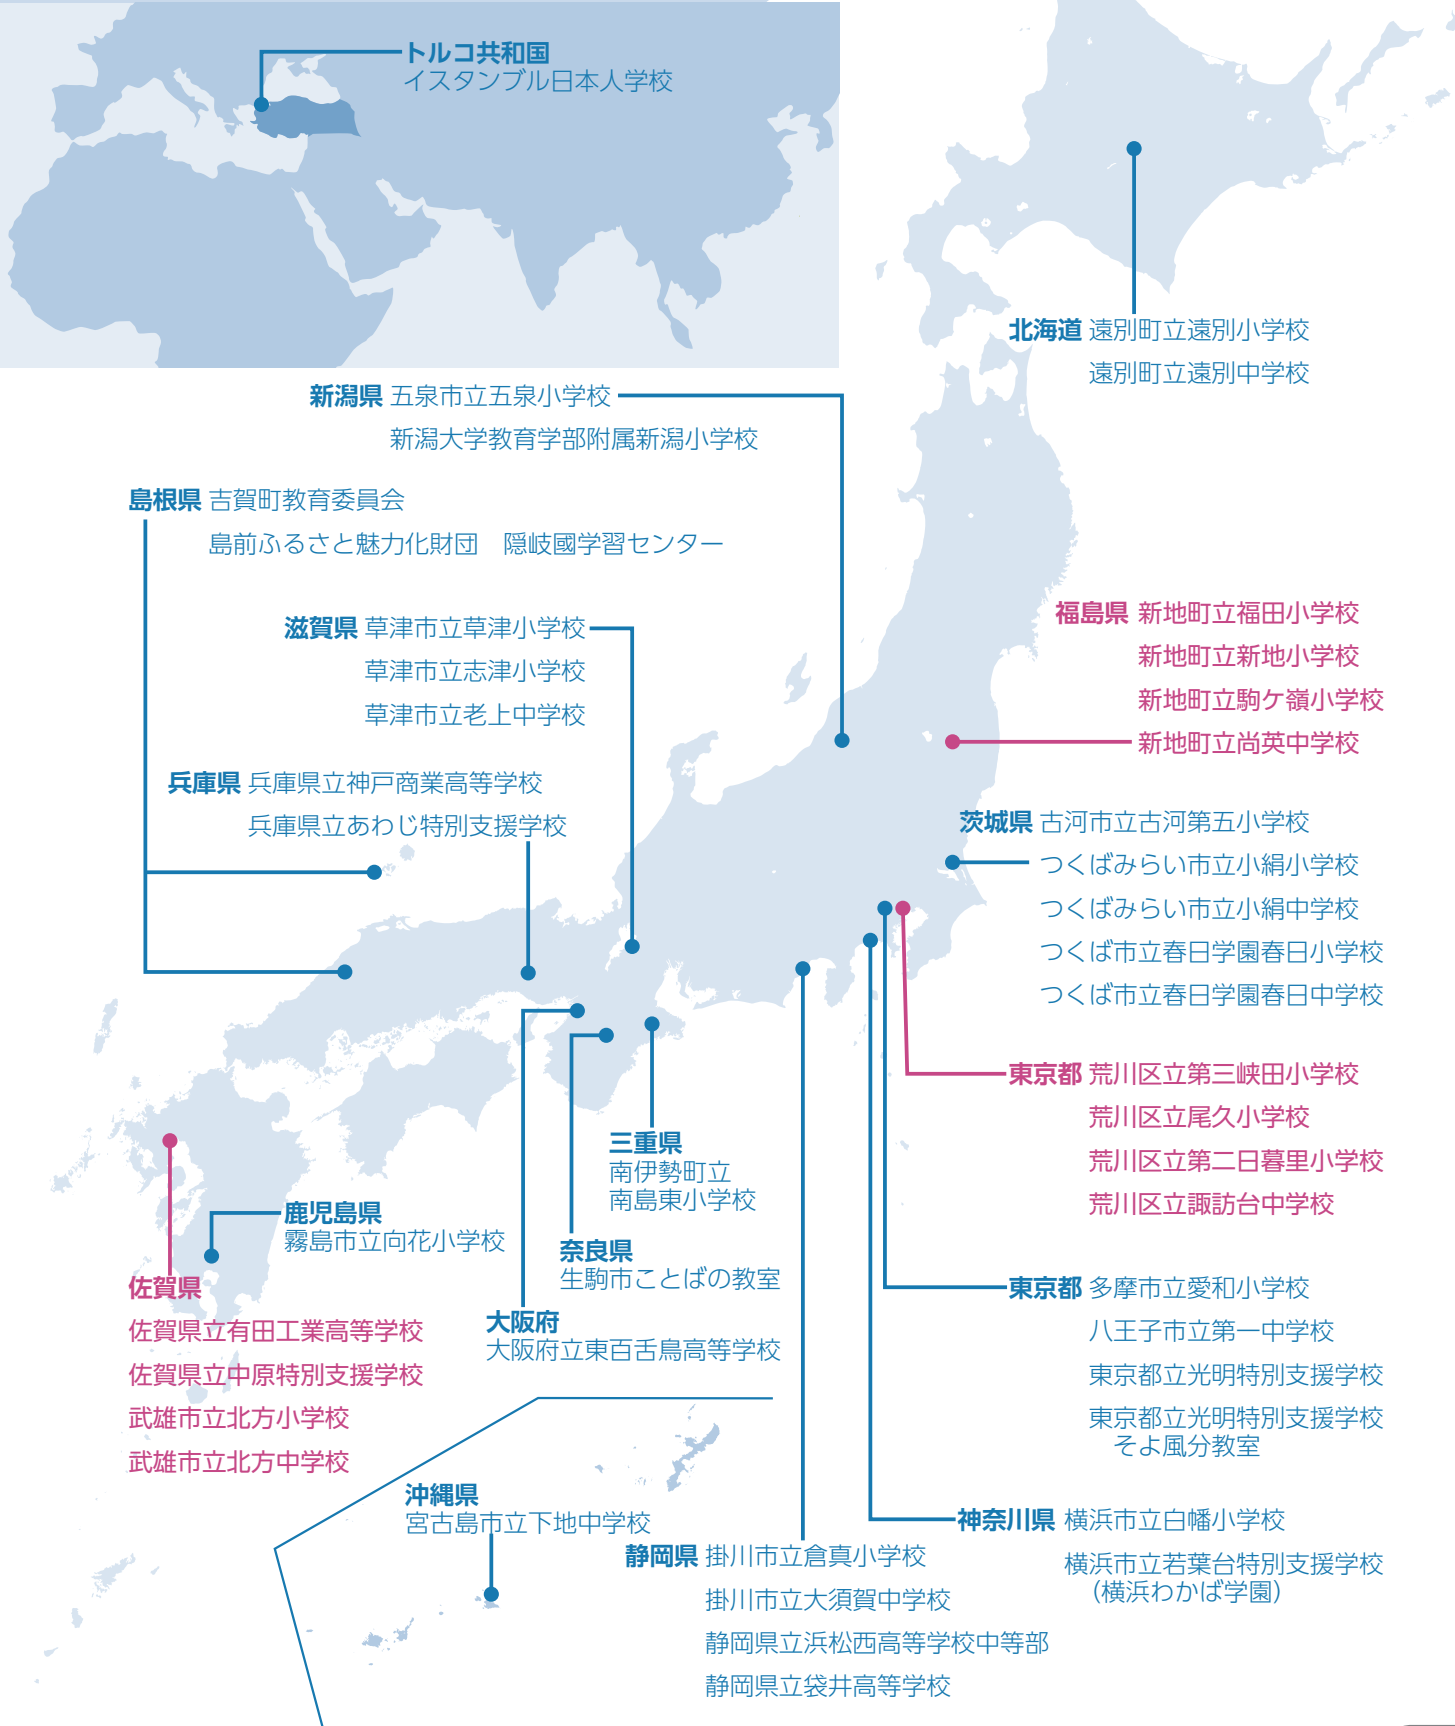 トルコ共和国
イスタンブル日本人学校
北海道 遠別町立遠別小学校
遠別町立遠別中学校
新潟県 五泉市立五泉小学校
新潟大学教育学部附属新潟小学校
島根県 吉賀町教育委員会
島前ふるさと魅力化財団　隠岐國学習センター
滋賀県 草津市立草津小学校
草津市立志津小学校
草津市立老上中学校
兵庫県 兵庫県立神戸商業高等学校
兵庫県立あわじ特別支援学校
福島県 新地町立福田小学校
新地町立新地小学校
新地町立駒ケ嶺小学校
新地町立尚英中学校
茨城県 古河市立古河第五小学校
つくばみらい市立小絹小学校
つくばみらい市立小絹中学校
つくば市立春日学園春日小学校
つくば市立春日学園春日中学校
東京都 荒川区立第三峡田小学校
荒川区立尾久小学校
荒川区立第二日暮里小学校
荒川区立諏訪台中学校
三重県
南伊勢町立
南島東小学校
鹿児島県
霧島市立向花小学校
奈良県
生駒市ことばの教室
佐賀県
佐賀県立有田工業高等学校
佐賀県立中原特別支援学校
武雄市立北方小学校
武雄市立北方中学校
大阪府
大阪府立東百舌鳥高等学校
東京都 多摩市立愛和小学校
八王子市立第一中学校
東京都立光明特別支援学校
東京都立光明特別支援学校
そよ風分教室
沖縄県
宮古島市立下地中学校
神奈川県 横浜市立白幡小学校
横浜市立若葉台特別支援学校
（横浜わかば学園）
静岡県 掛川市立倉真小学校
掛川市立大須賀中学校
静岡県立浜松西高等学校中等部
静岡県立袋井高等学校